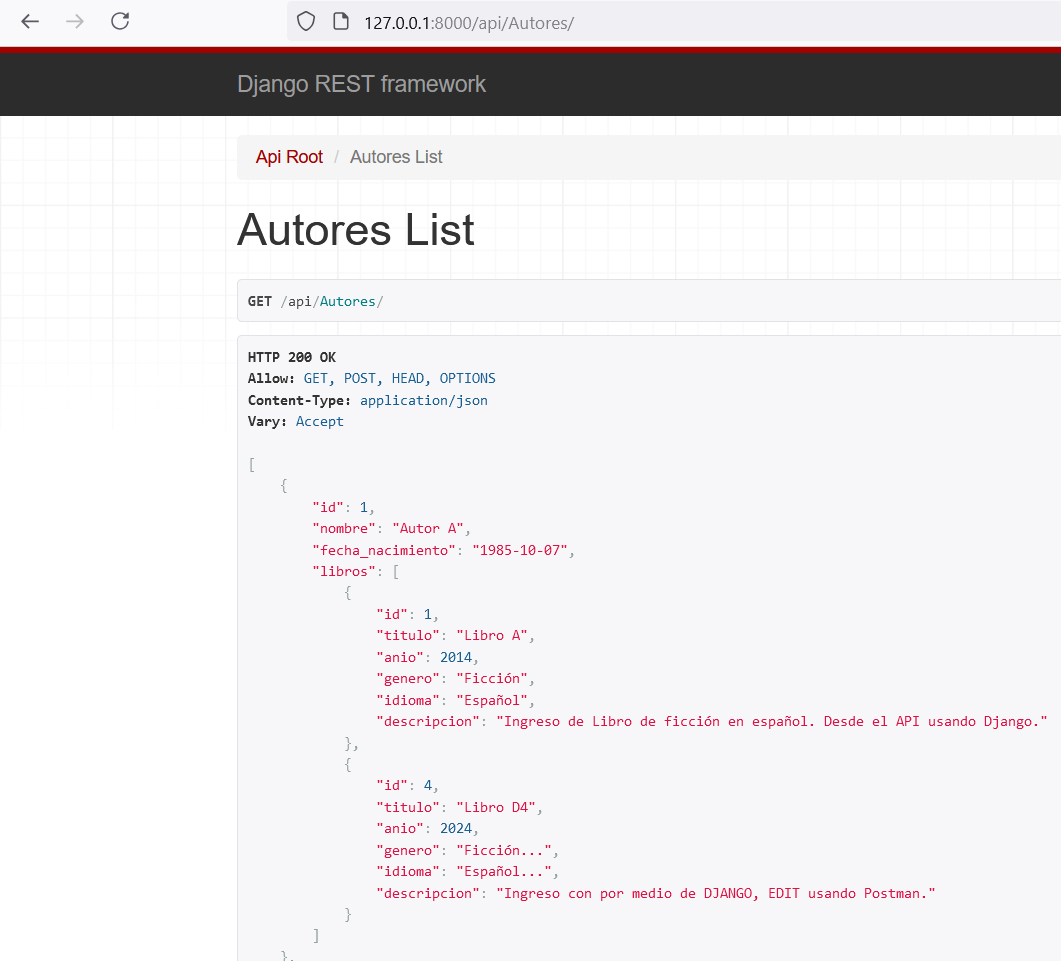 127.0.0.1:8000/api/Autores/
Django REST framework
Api Root / Autores List
Autores List
GET /api/Autores/
HTTP 200 OK
Allow: GET, POST, HEAD, OPTIONS
Content-Type: application/json
Vary: Accept
[
{
"id": 1,
"nombre": "Autor A",
"fecha_nacimiento": "1985-10-07",
"libros": [
{
"id": 1,
"titulo": "Libro A",
"anio": 2014,
"genero": "Ficción",
"idioma": "Español",
"descripcion": "Ingreso de Libro de ficción en español. Desde el API usando Django."
},
{
"id": 4,
"titulo": "Libro D4",
"anio": 2024,
"genero": "Ficción...",
"idioma": "Español...",
"descripcion": "Ingreso con por medio de DJANGO, EDIT usando Postman."
}
]
},